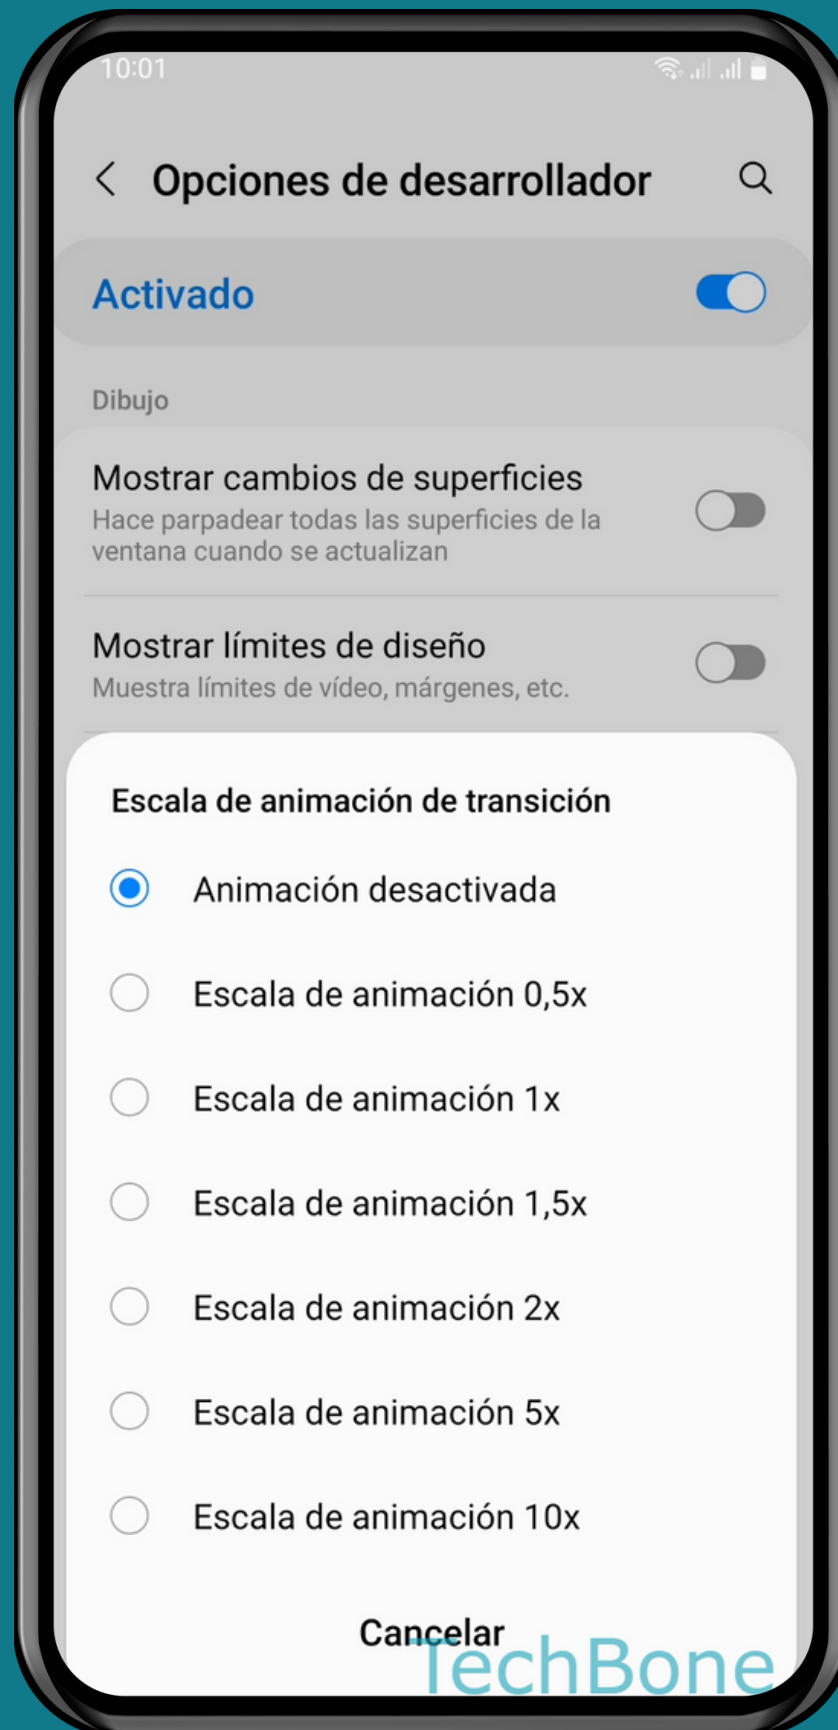 10:01
Opciones de desarrollador
Activado
Dibujo
Mostrar cambios de superficies
Hace parpadear todas las superficies de la
ventana cuando se actualizan
Mostrar límites de diseño
Muestra límites de vídeo, márgenes, etc.
Escala de animación de transición
Animación desactivada
Escala de animación 0,5x
Escala de animación 1x
Escala de animación 1,5x
Escala de animación 2x
Escala de animación 5x
Escala de animación 10x
Cancelar
TechBone